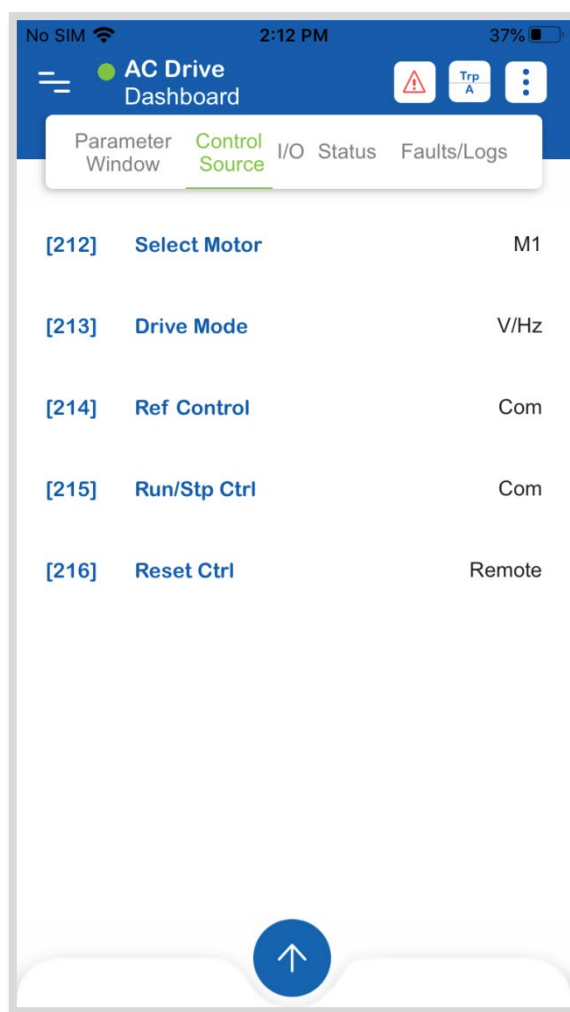 No SIM 2:12 PM 37%
AC Drive
Dashboard
Trp
A
Parameter Window
Control Source
I/O Status
Faults/Logs
[212] Select Motor M1
[213] Drive Mode V/Hz
[214] Ref Control Com
[215] Run/Stp Ctrl Com
[216] Reset Ctrl Remote